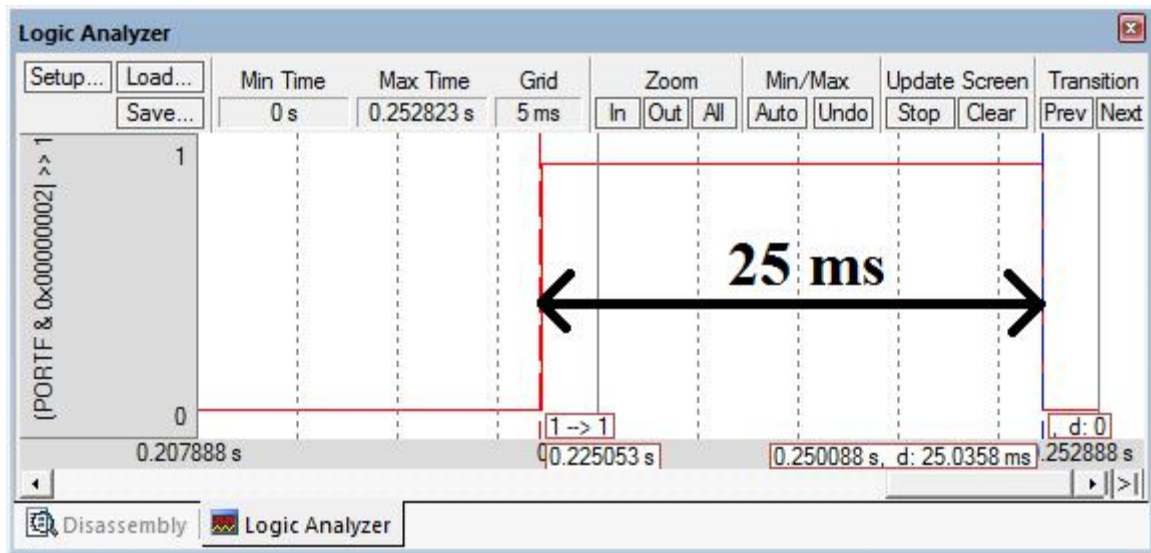 Logic Analyzer
Setup... Load... Min Time Max Time Grid Zoom Min/Max Update Screen Transition
Save... 0 s 0.252823 s 5 ms In Out All Auto Undo Stop Clear Prev Next
(PORTF & 0x00000002) >> 1
1
25 ms
0
1 --> 1 , d: 0
0.207888 s 0.225053 s 0.250088 s, d: 25.0358 ms .252888 s
>
Disassembly Logic Analyzer